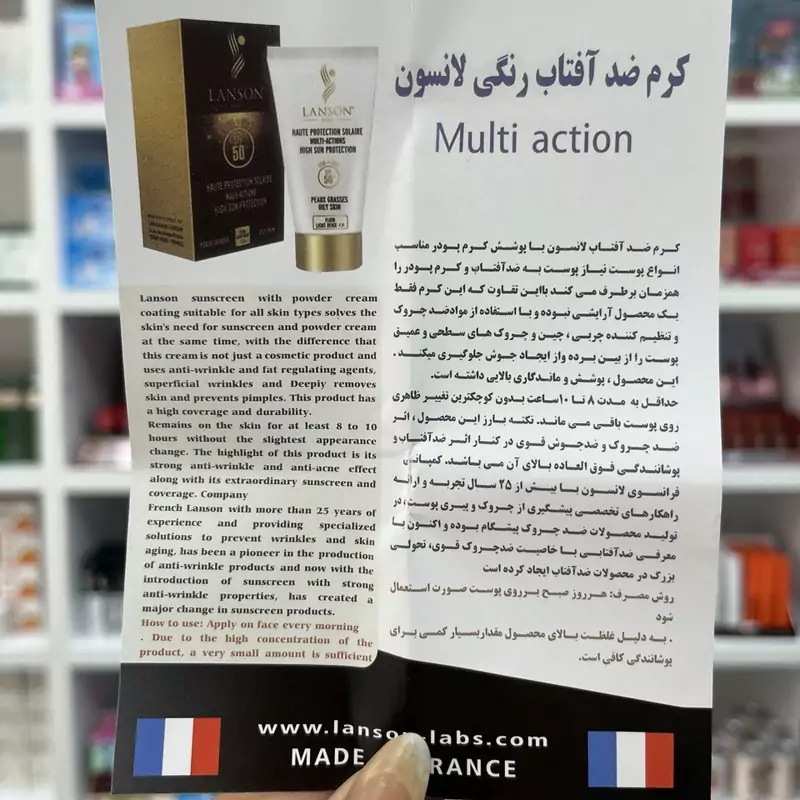 LANSON
SPF
50
HAUTE PROTECTION SOLAIRE
MULTI-ACTIONS
HIGH SUN PROTECTION
LANSON
HAUTE PROTECTION SOLAIRE
MULTI-ACTIONS
HIGH SUN PROTECTION
50
PEAUX GRASSES
OILY SKIN
FLUID
LIGHT BEIGE
کرم ضد آفتاب رنگی لانسون
Multi action
Lanson sunscreen with powder cream
coating suitable for all skin types solves the
skin's need for sunscreen and powder cream
at the same time, with the difference that
this cream is not just a cosmetic product and
uses anti-wrinkle and fat regulating agents,
superficial wrinkles and Deepiy removes
skin and prevents pimples. This product has
a high coverage and durability.
Remains on the skin for at least 8 to 10
hours without the slightest appearance
change. The highlight of this product is its
strong anti-wrinkle and anti-acne effect
along with its extraordinary sunscreen and
coverage. Company
French Lanson with more than 25 years of
experience and providing specialized
solutions to prevent wrinkles and skin
aging, has been a pioneer in the production
of anti-wrinkle products and now with the
introduction of sunscreen with strong
anti-wrinkle properties, has created a
major change in sunscreen products.
How to use: Apply on face every morning
. Due to the high concentration of the
product, a very small amount is sufficient
کرم ضد آفتاب لانسون با پوشش کرم پودر مناسب
انواع پوست نیاز پوست به ضدآفتاب و کرم پودر را
همزمان برطرف می کند بااین تفاوت که این کرم فقط
یک محصول آرایشی نبوده و با استفاده از موادضد چروک
و تنظیم کننده چربی ، چین و چروک های سطحی و عمیق
پوست را از بین برده واز ایجاد جوش جلوگیری میکند .
این محصول ، پوشش و ماندگاری بالایی داشته است.
حداقل به مدت ۸ تا ۱۰ساعت بدون کوچکترین تغییر ظاهری
روی پوست باقی می ماند. نکته بارز این محصول ، اثر
ضد چروک و ضدجوش قوی در کنار اثر ضدآفتاب و
پوشانندگی فوق العاده بالای آن می باشد. کمپانی
فرانسوی لانسون با بیش از ۲۵ سال تجربه و ارائه
راهکارهای تخصصی پیشگیری از چروک و پیری پوست، در
تولید محصولات ضد چروک پیشگام بوده و اکنون با
معرفی ضدآفتابی با خاصیت ضدچروک قوی، تحولی
بزرگ در محصولات ضدآفتاب ایجاد کرده است
روش مصرف: هرروز صبح برروی پوست صورت استعمال
شود
. به دلیل غلظت بالای محصول مقداربسیار کمی برای
پوشانندگی کافی است.
www.lanson-labs.com
MADE RANCE